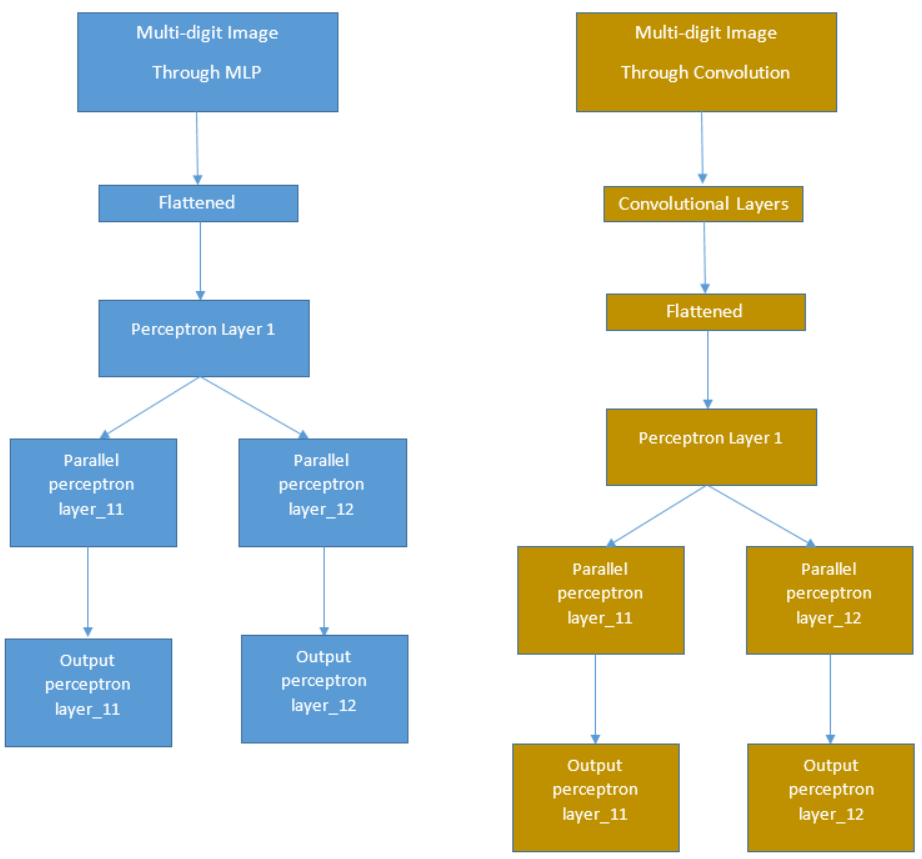 Multi-digit Image
Through MLP
Flattened
Perceptron Layer 1
Parallel
perceptron
layer_11
Parallel
perceptron
layer_12
Output
perceptron
layer_11
Output
perceptron
layer_12
Multi-digit Image
Through Convolution
Convolutional Layers
Flattened
Perceptron Layer 1
Parallel
perceptron
layer_11
Parallel
perceptron
layer_12
Output
perceptron
layer_11
Output
perceptron
layer_12